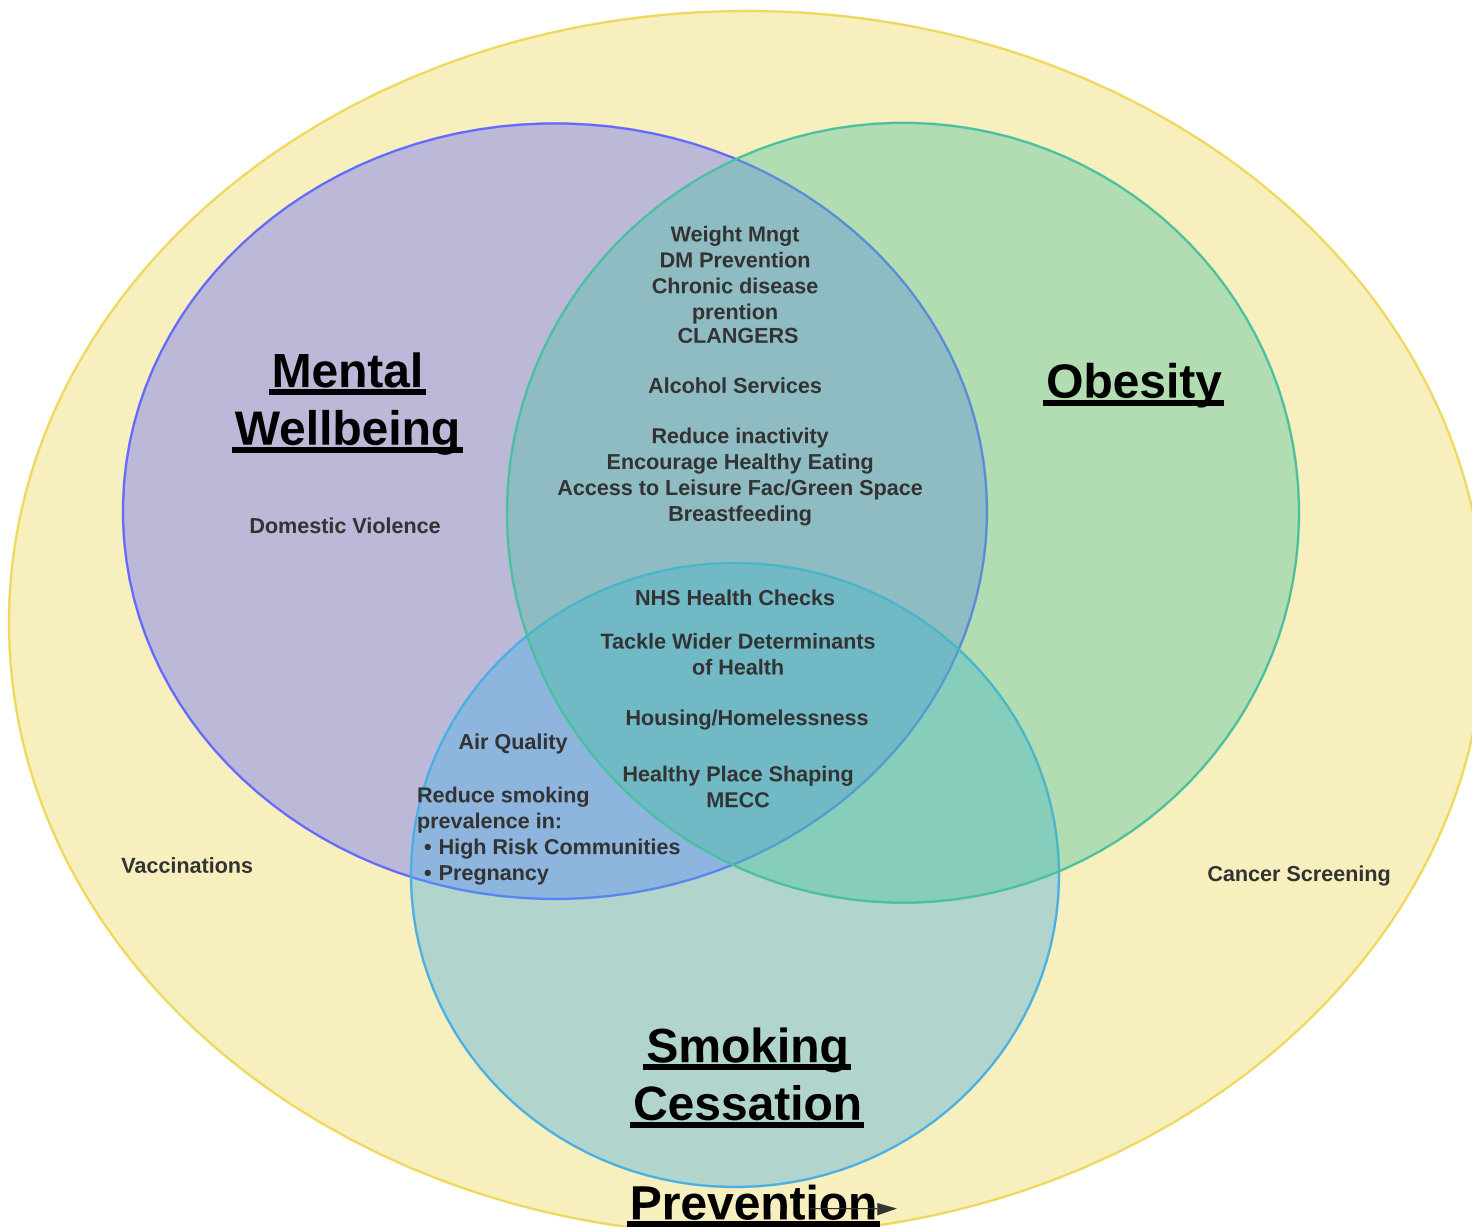 Weight Mngt
DM Prevention
Chronic disease
prention
CLANGERS
Alcohol Services
Mental
Wellbeing
Obesity
Reduce inactivity
Encourage Healthy Eating
Access to Leisure Fac/Green Space
Breastfeeding
Domestic Violence
NHS Health Checks
Tackle Wider Determinants
of Health
Housing/Homelessness
Air Quality
Healthy Place Shaping
MECC
Reduce smoking
prevalence in:
• High Risk Communities
• Pregnancy
Vaccinations
Cancer Screening
Smoking
Cessation
Prevention